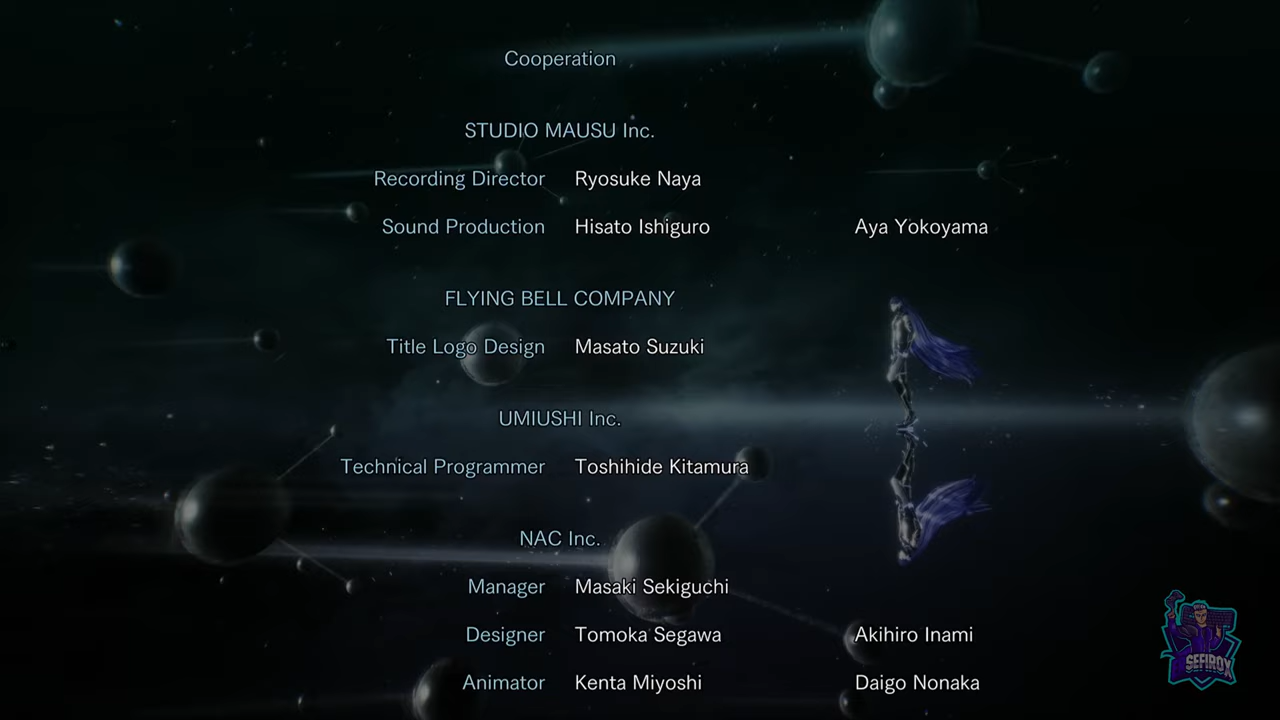 Cooperation
STUDIO MAUSU Inc.
Recording Director Ryosuke Naya
Sound Production Hisato Ishiguro Aya Yokoyama
FLYING BELL COMPANY
Title Logo Design Masato Suzuki
UMIUSHI Inc.
Technical Programmer Toshihide Kitamura
NAC Inc.
Manager Masaki Sekiguchi
Designer Tomoka Segawa Akihiro Inami
Animator Kenta Miyoshi Daigo Nonaka
SEFIROX